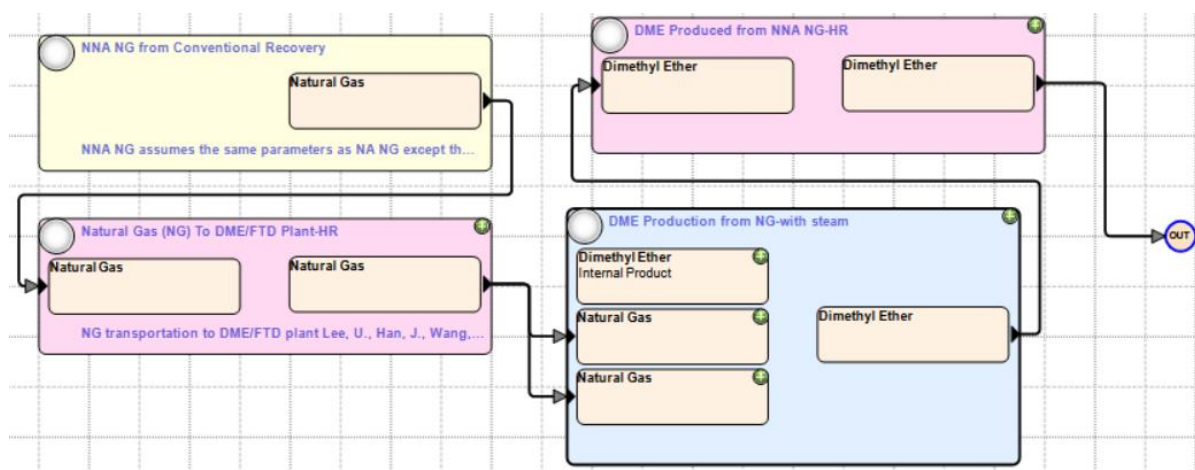 NNA NG from Conventional Recovery
Natural Gas
NNA NG assumes the same parameters as NA NG except th...
Natural Gas (NG) To DME/FTD Plant-HR
Natural Gas
Natural Gas
NG transportation to DME/FTD plant Lee, U., Han, J., Wang,...
DME Produced from NNA NG-HR
Dimethyl Ether
Dimethyl Ether
DME Production from NG-with steam
Dimethyl Ether
Internal Product
Natural Gas
Natural Gas
Dimethyl Ether
OUT